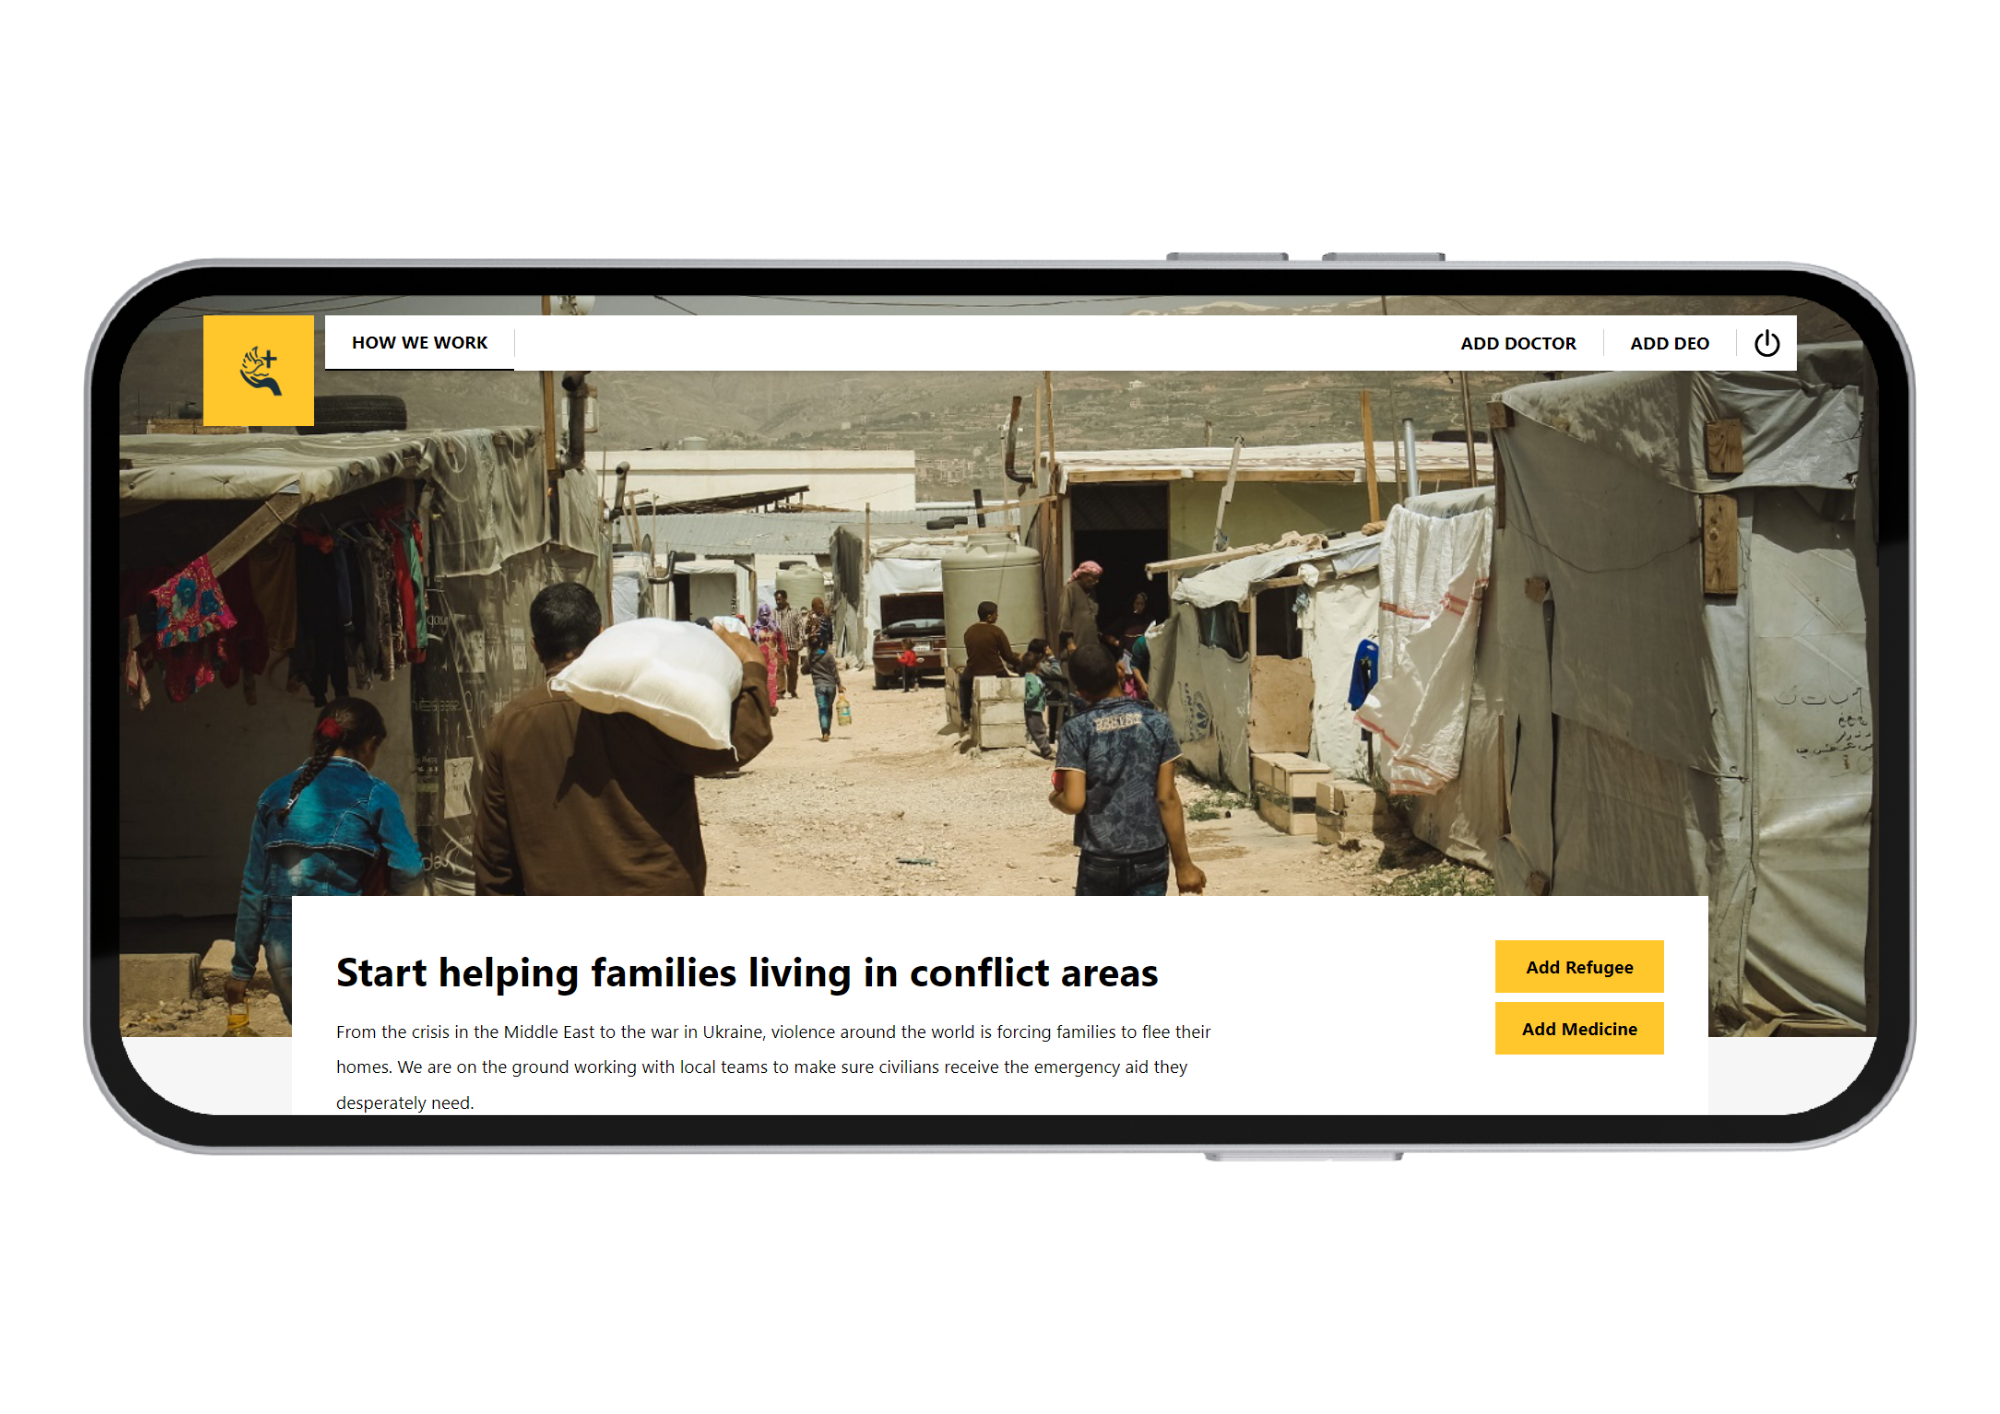 HOW WE WORK
ADD DOCTOR
ADD DEO
Start helping families living in conflict areas
Add Refugee
Add Medicine
From the crisis in the Middle East to the war in Ukraine, violence around the world is forcing families to flee their
homes. We are on the ground working with local teams to make sure civilians receive the emergency aid they
desperately need.